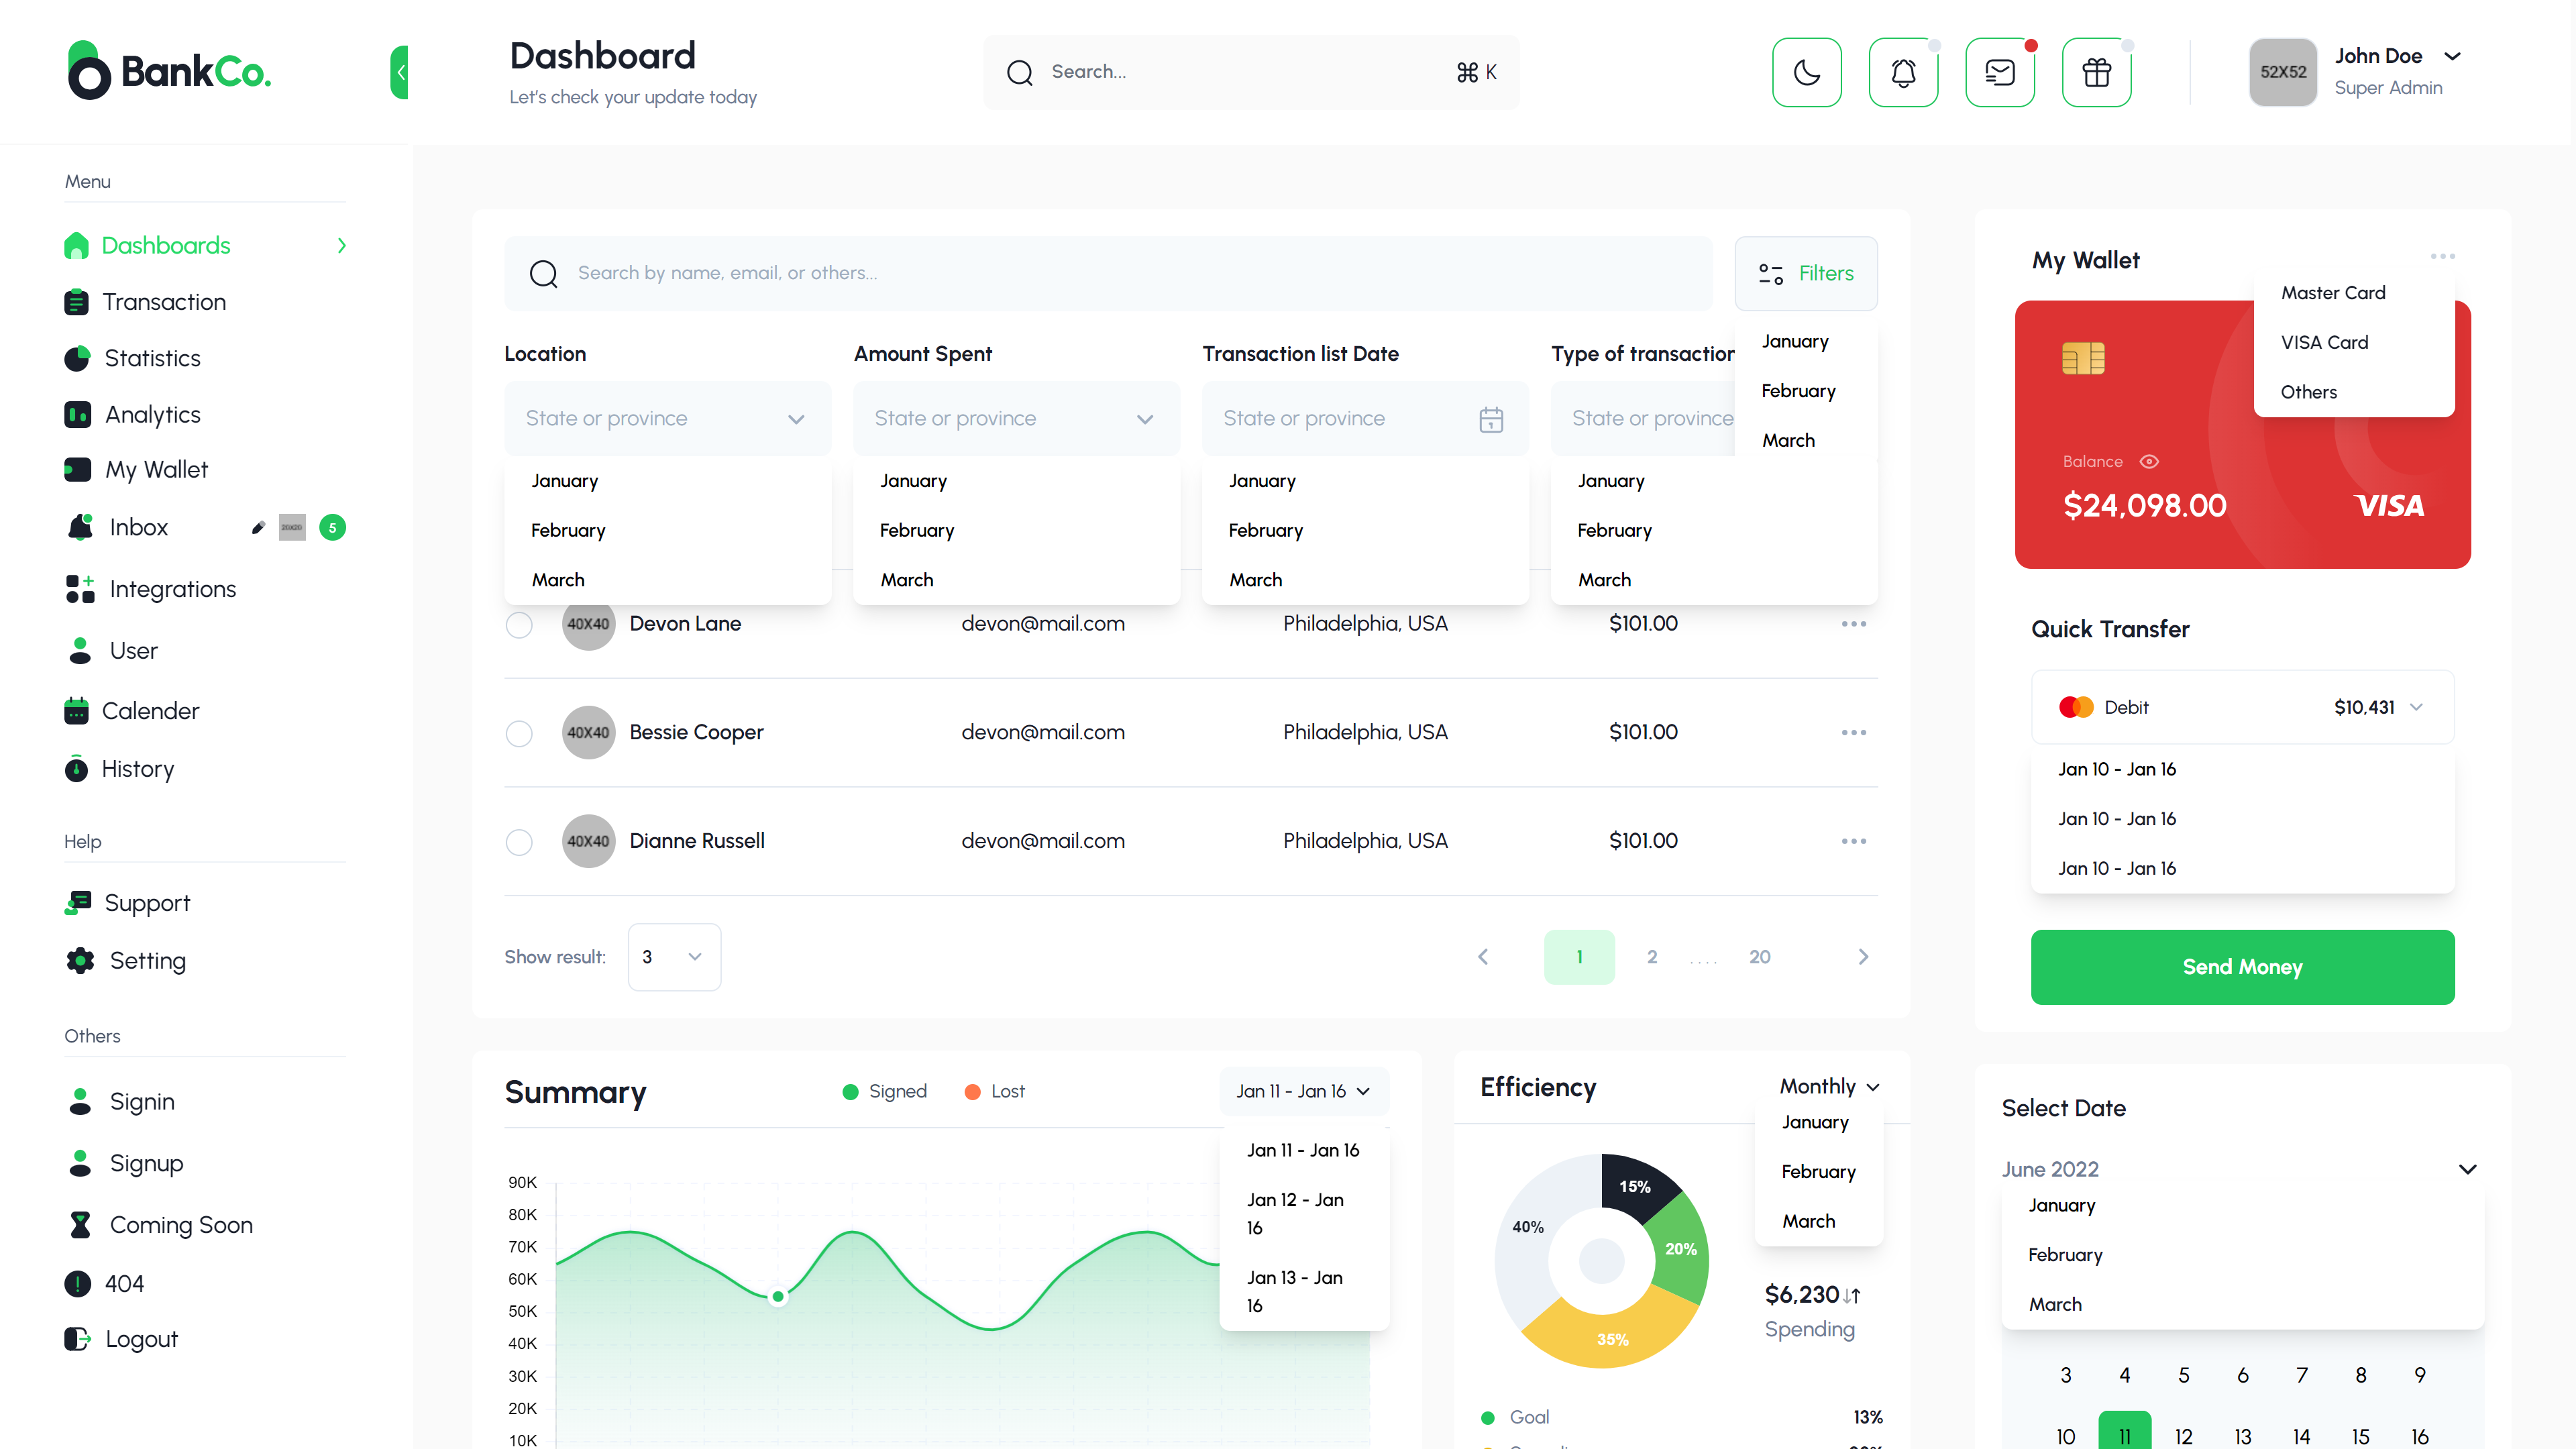 BankCo.
Dashboard
Let's check your update today
Search...
⌘ K
52X52
John Doe
Super Admin
Menu
Dashboards
Transaction
Statistics
Analytics
My Wallet
Inbox
20X20
5
Integrations
User
Calender
History
Help
Support
Setting
Others
Signin
Signup
Coming Soon
404
Logout
Search by name, email, or others...
Filters
January
February
March
Location
Amount Spent
Transaction list Date
Type of transaction
State or province
State or province
State or province
State or province
January
February
March
January
February
March
January
February
March
January
February
March
40X40
Devon Lane
devon@mail.com
Philadelphia, USA
$101.00
40X40
Bessie Cooper
devon@mail.com
Philadelphia, USA
$101.00
40X40
Dianne Russell
devon@mail.com
Philadelphia, USA
$101.00
Show result:
3
1
2
....
20
My Wallet
Master Card
VISA Card
Others
Balance
$24,098.00
VISA
Quick Transfer
Debit
$10,431
Jan 10 - Jan 16
Jan 10 - Jan 16
Jan 10 - Jan 16
Send Money
Summary
Signed
Lost
Jan 11 - Jan 16
Jan 11 - Jan 16
Jan 12 - Jan
16
Jan 13 - Jan
16
90K
80K
70K
60K
50K
40K
30K
20K
10K
Efficiency
Monthly
January
February
March
15%
20%
35%
40%
$6,230
Spending
Goal
13%
Select Date
June 2022
January
February
March
3 4 5 6 7 8 9
10 11 12 13 14 15 16